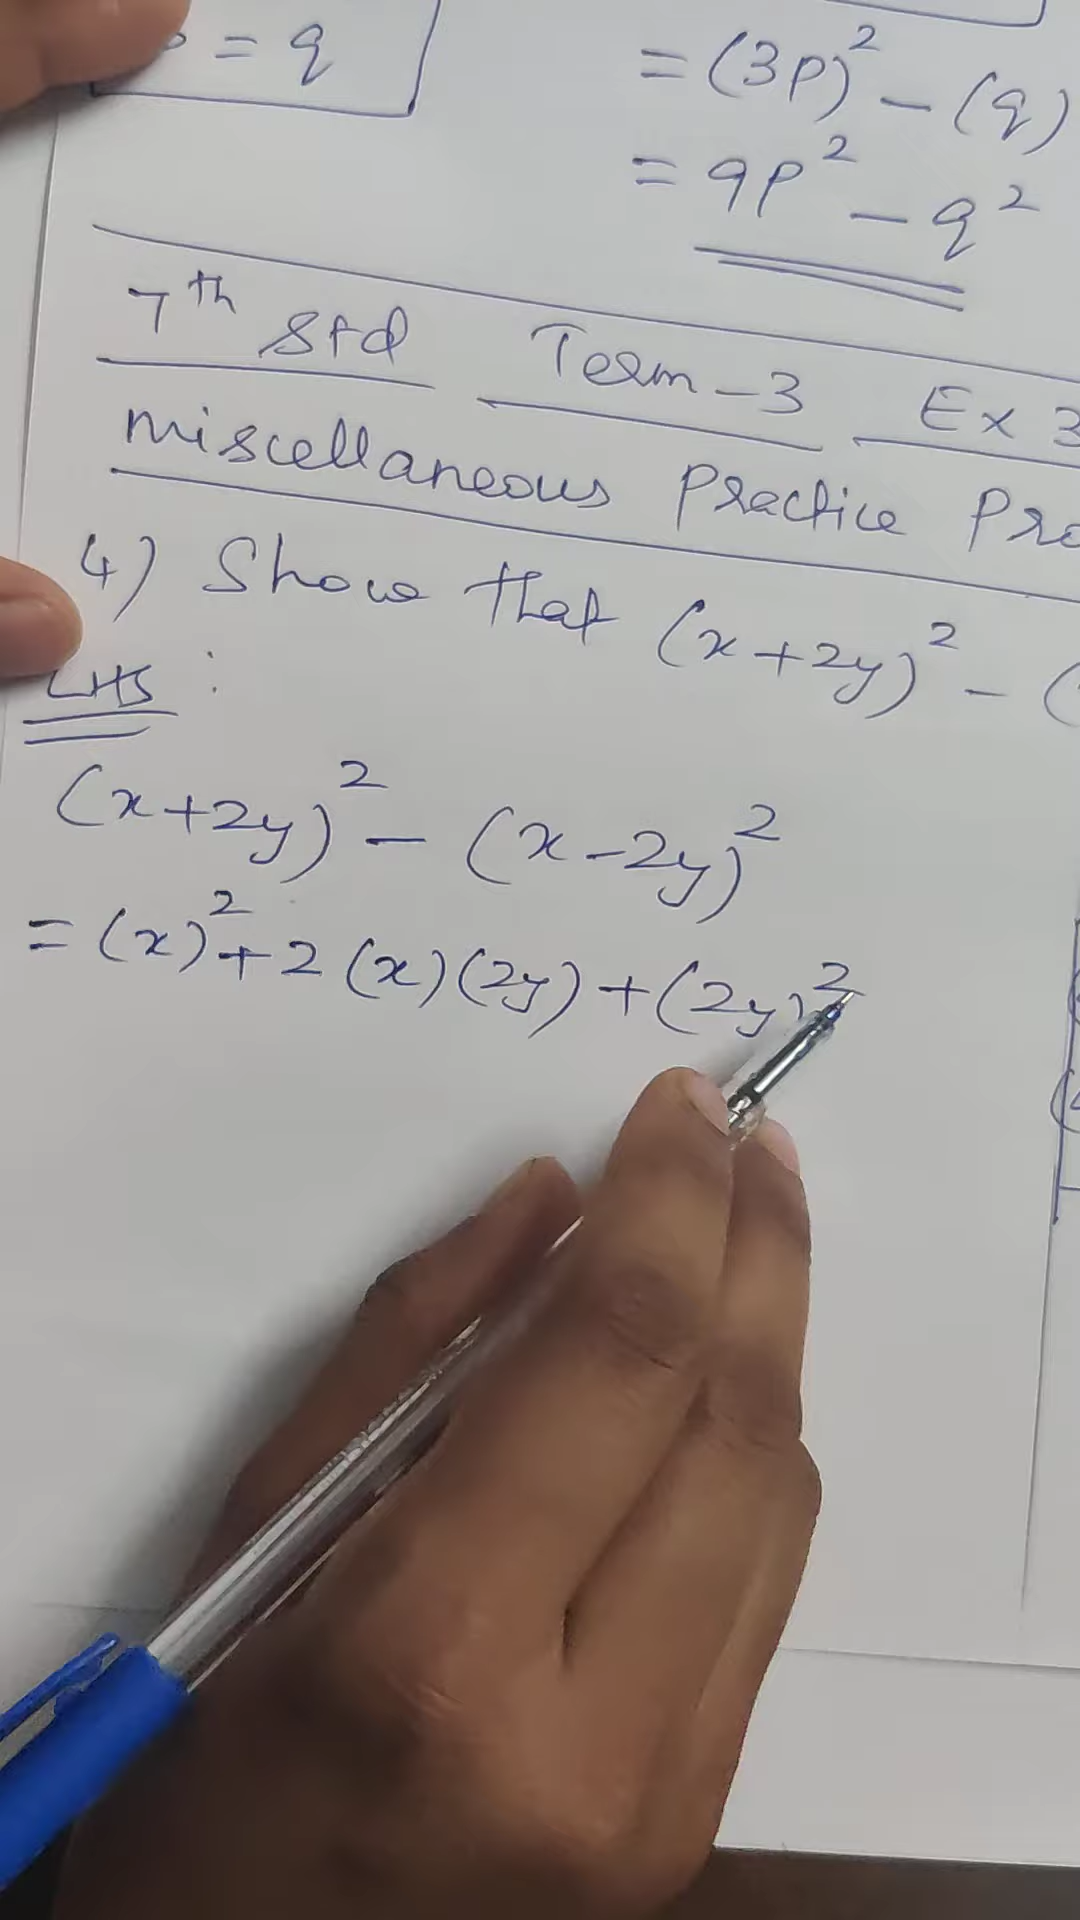 = q
= (3p)² - (q)
= 9p² - q²
7th Std Term-3 Ex 3
miscellaneous Practice Pro
4) Show that (x+2y)² - (
LHS :
(x+2y)² - (x-2y)²
= (x)² + 2(x)(2y) + (2y)²